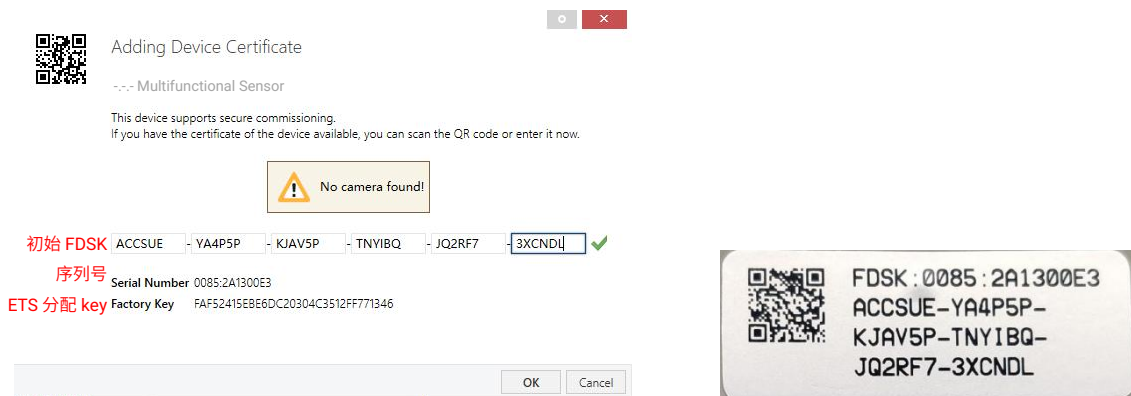 Adding Device Certificate
-.-.- Multifunctional Sensor
This device supports secure commissioning.
If you have the certificate of the device available, you can scan the QR code or enter it now.
No camera found!
初始 FDSK ACCSUE - YA4P5P - KJAV5P - TNYIBQ - JQ2RF7 - 3XCNDL
序列号 Serial Number 0085:2A1300E3
ETS 分配 key Factory Key FAF52415EBE6DC20304C3512FF771346
OK Cancel
FDSK:0085:2A1300E3
ACCSUE-YA4P5P-
KJAV5P-TNYIBQ-
JQ2RF7-3XCNDL